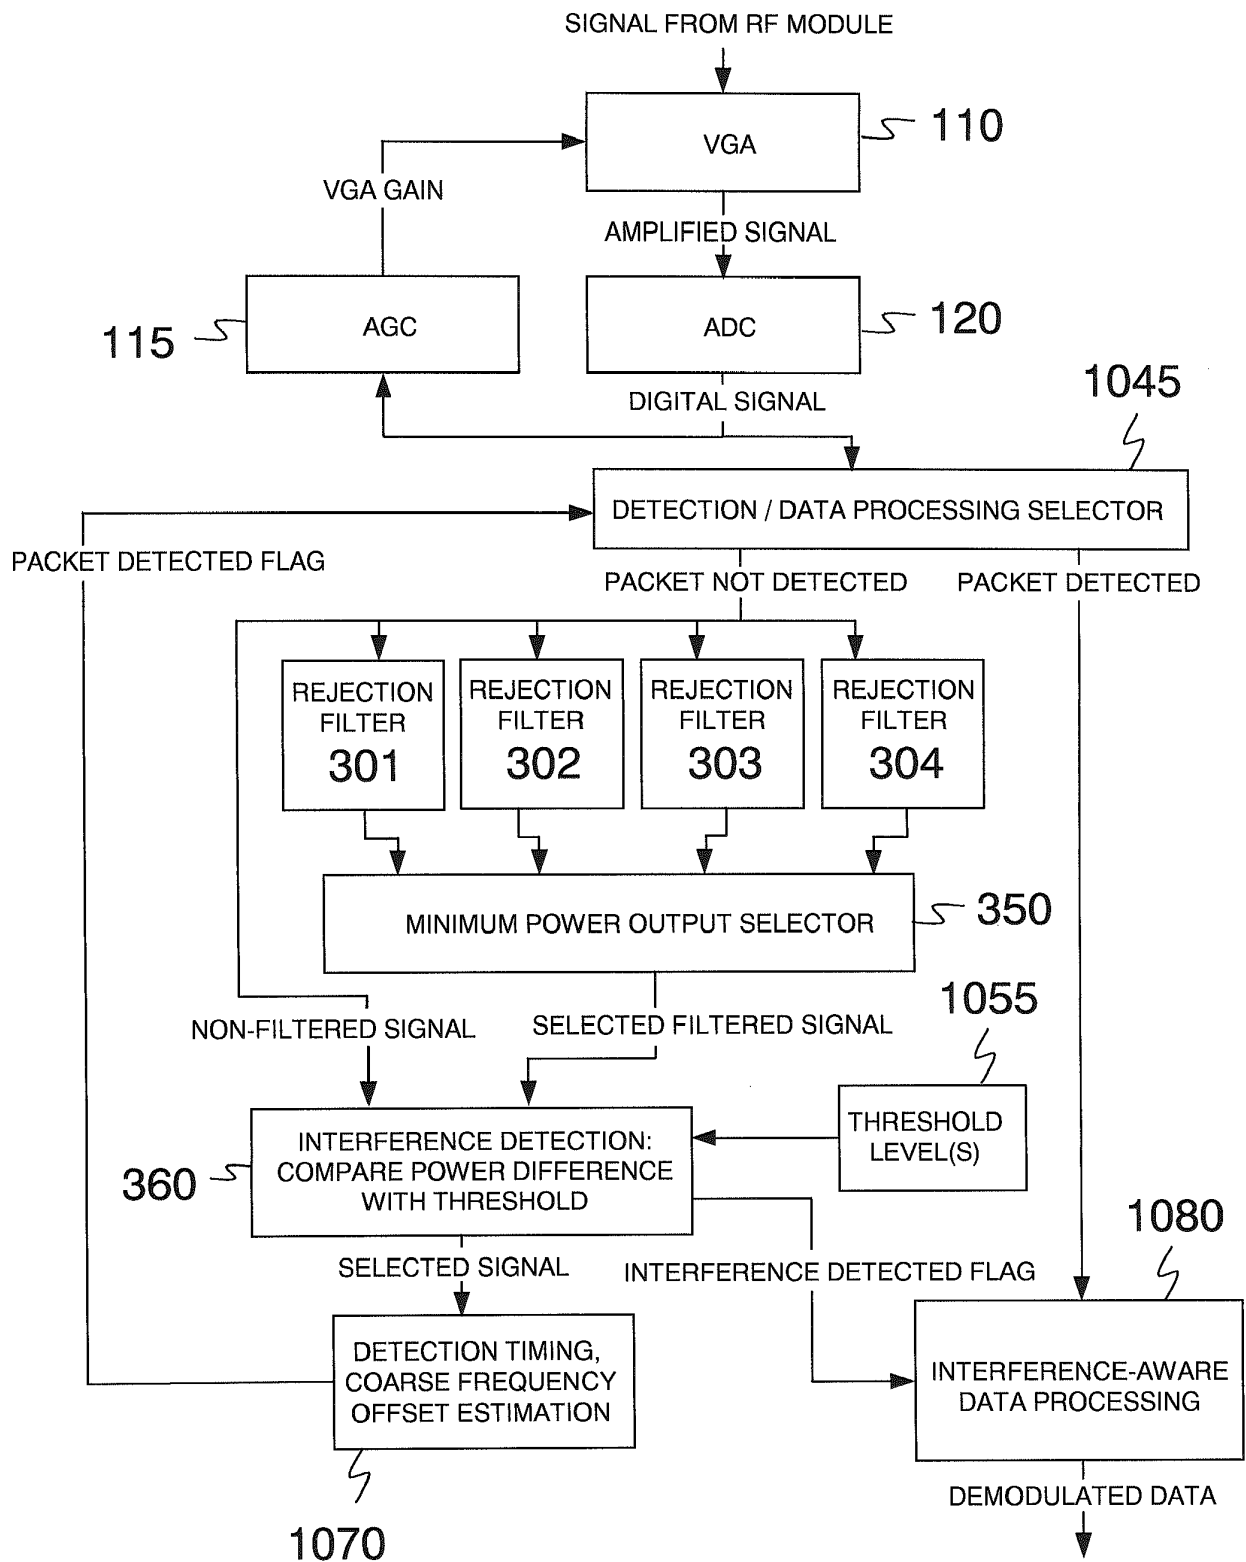 SIGNAL FROM RF MODULE
VGA
110
VGA GAIN
AMPLIFIED SIGNAL
AGC
115
ADC
120
DIGITAL SIGNAL
1045
DETECTION / DATA PROCESSING SELECTOR
PACKET DETECTED FLAG
PACKET NOT DETECTED
PACKET DETECTED
REJECTION
FILTER
301
REJECTION
FILTER
302
REJECTION
FILTER
303
REJECTION
FILTER
304
MINIMUM POWER OUTPUT SELECTOR
350
NON-FILTERED SIGNAL
SELECTED FILTERED SIGNAL
1055
THRESHOLD
LEVEL(S)
INTERFERENCE DETECTION:
COMPARE POWER DIFFERENCE
WITH THRESHOLD
360
SELECTED SIGNAL
INTERFERENCE DETECTED FLAG
1080
DETECTION TIMING,
COARSE FREQUENCY
OFFSET ESTIMATION
1070
INTERFERENCE-AWARE
DATA PROCESSING
DEMODULATED DATA